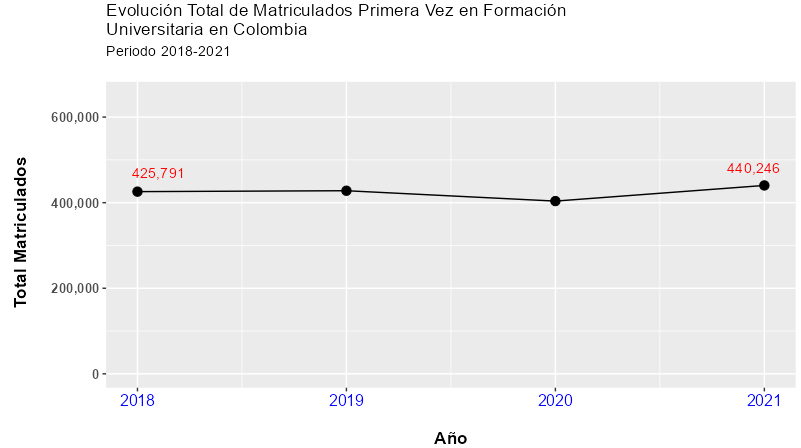 Evolución Total de Matriculados Primera Vez en Formación
Universitaria en Colombia
Periodo 2018-2021
Total Matriculados
600,000
400,000
200,000
0
425,791
440,246
2018
2019
2020
2021
Año